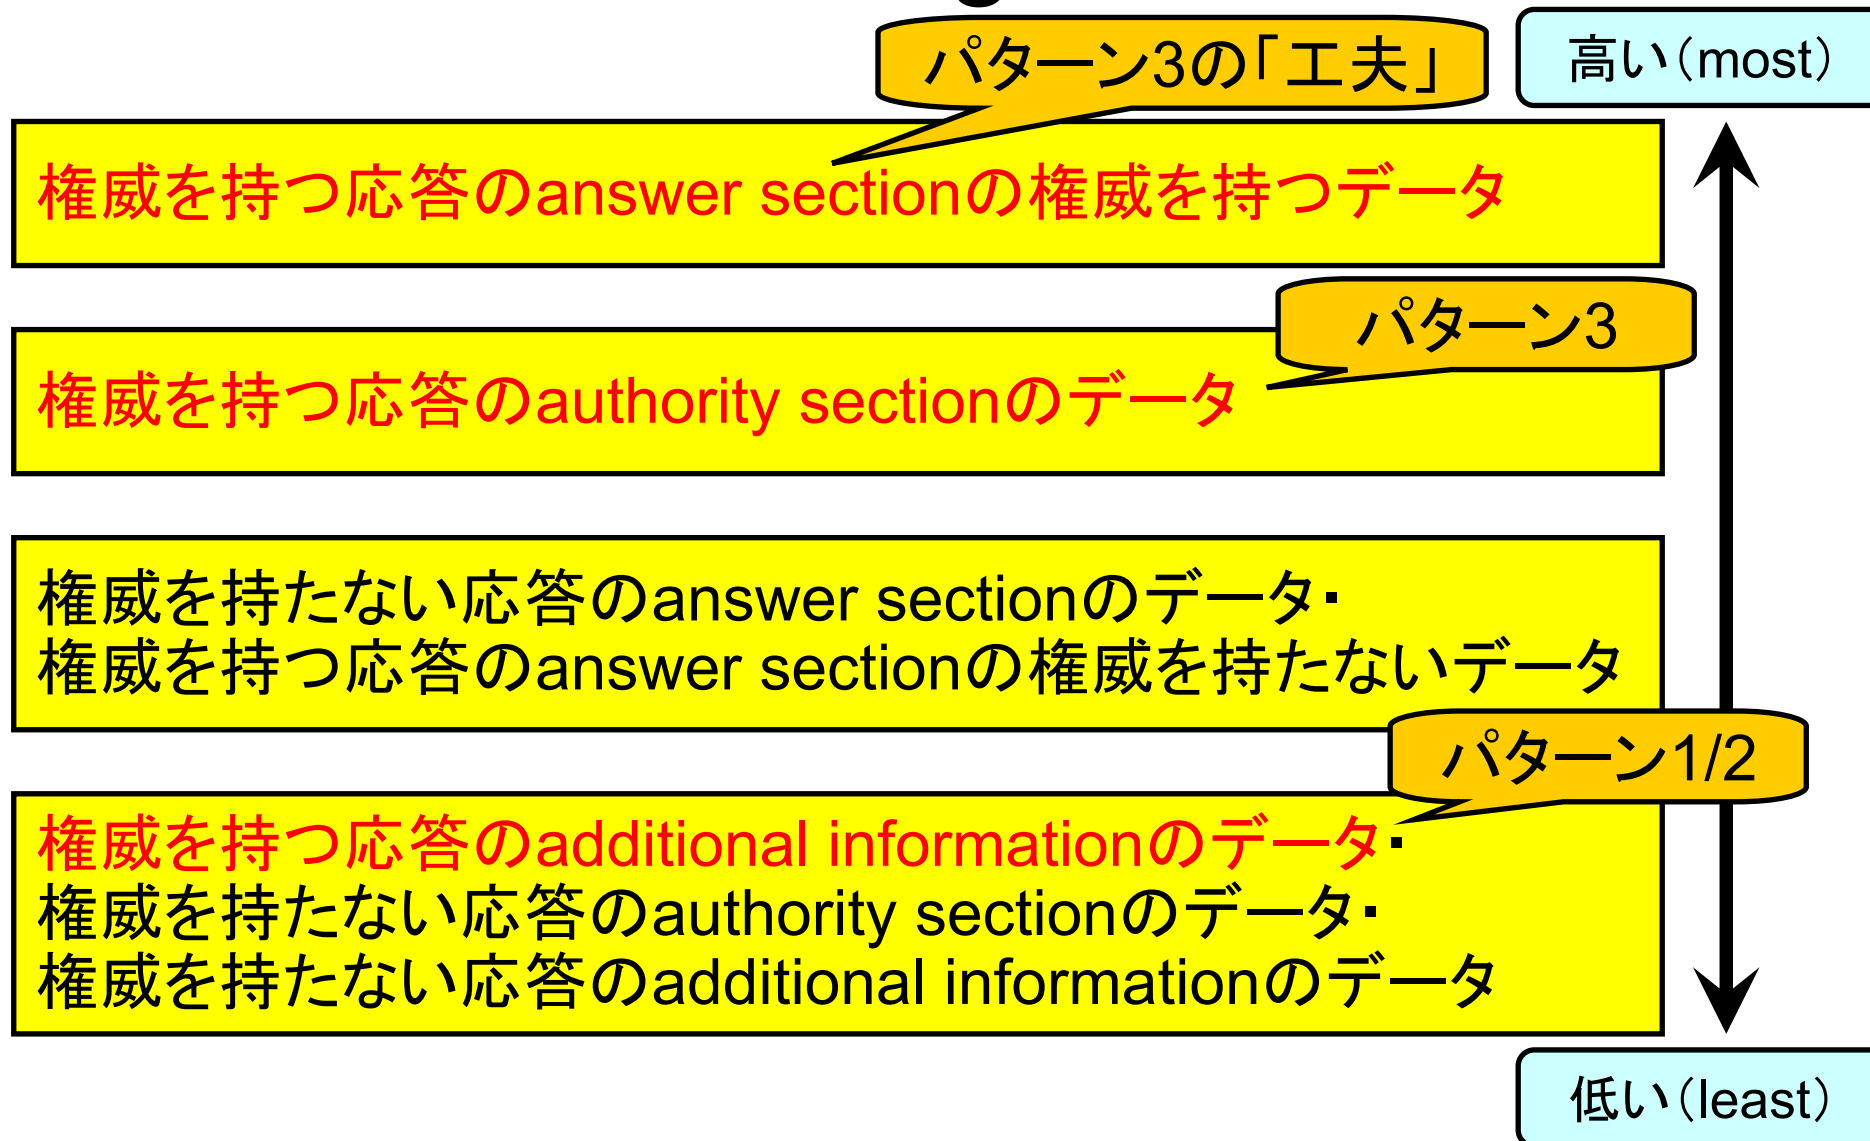 パターン3の「工夫」
高い(most)
権威を持つ応答のanswer sectionの権威を持つデータ
パターン3
権威を持つ応答のauthority sectionのデータ
権威を持たない応答のanswer sectionのデータ・
権威を持つ応答のanswer sectionの権威を持たないデータ
パターン1/2
権威を持つ応答のadditional informationのデータ・
権威を持たない応答のauthority sectionのデータ・
権威を持たない応答のadditional informationのデータ
低い(least)